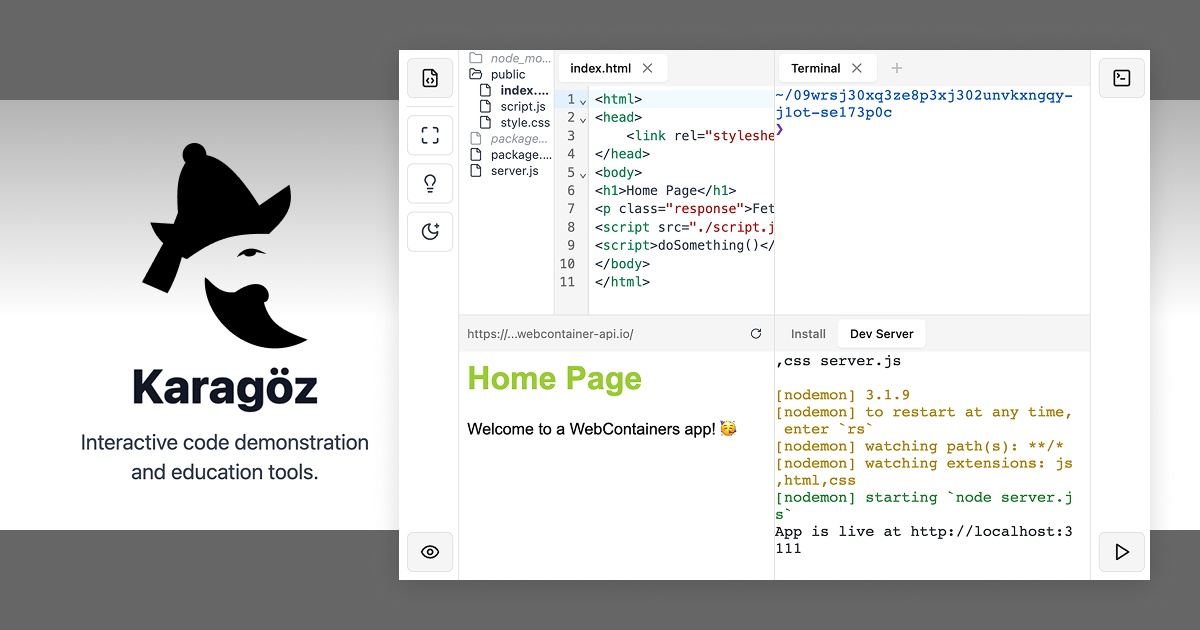 Karagöz
Interactive code demonstration
and education tools.
node_mo...
public
index....
script.js
style.css
package...
package....
server.js
index.html
1 <html>
2 <head>
3 <link rel="styleshe
4 </head>
5 <body>
6 <h1>Home Page</h1>
7 <p class="response">Fet
8 <script src="./script.j
9 <script>doSomething()</
10 </body>
11 </html>
Terminal
~/09wrsj30xq3ze8p3xj302unvkxngqy-
j1ot-se173p0c
❯
https://...webcontainer-api.io/
Home Page
Welcome to a WebContainers app! 🥳
Install
Dev Server
,css server.js
[nodemon] 3.1.9
[nodemon] to restart at any time,
enter `rs`
[nodemon] watching path(s): **/*
[nodemon] watching extensions: js
,html,css
[nodemon] starting `node server.j
s`
App is live at http://localhost:3
111